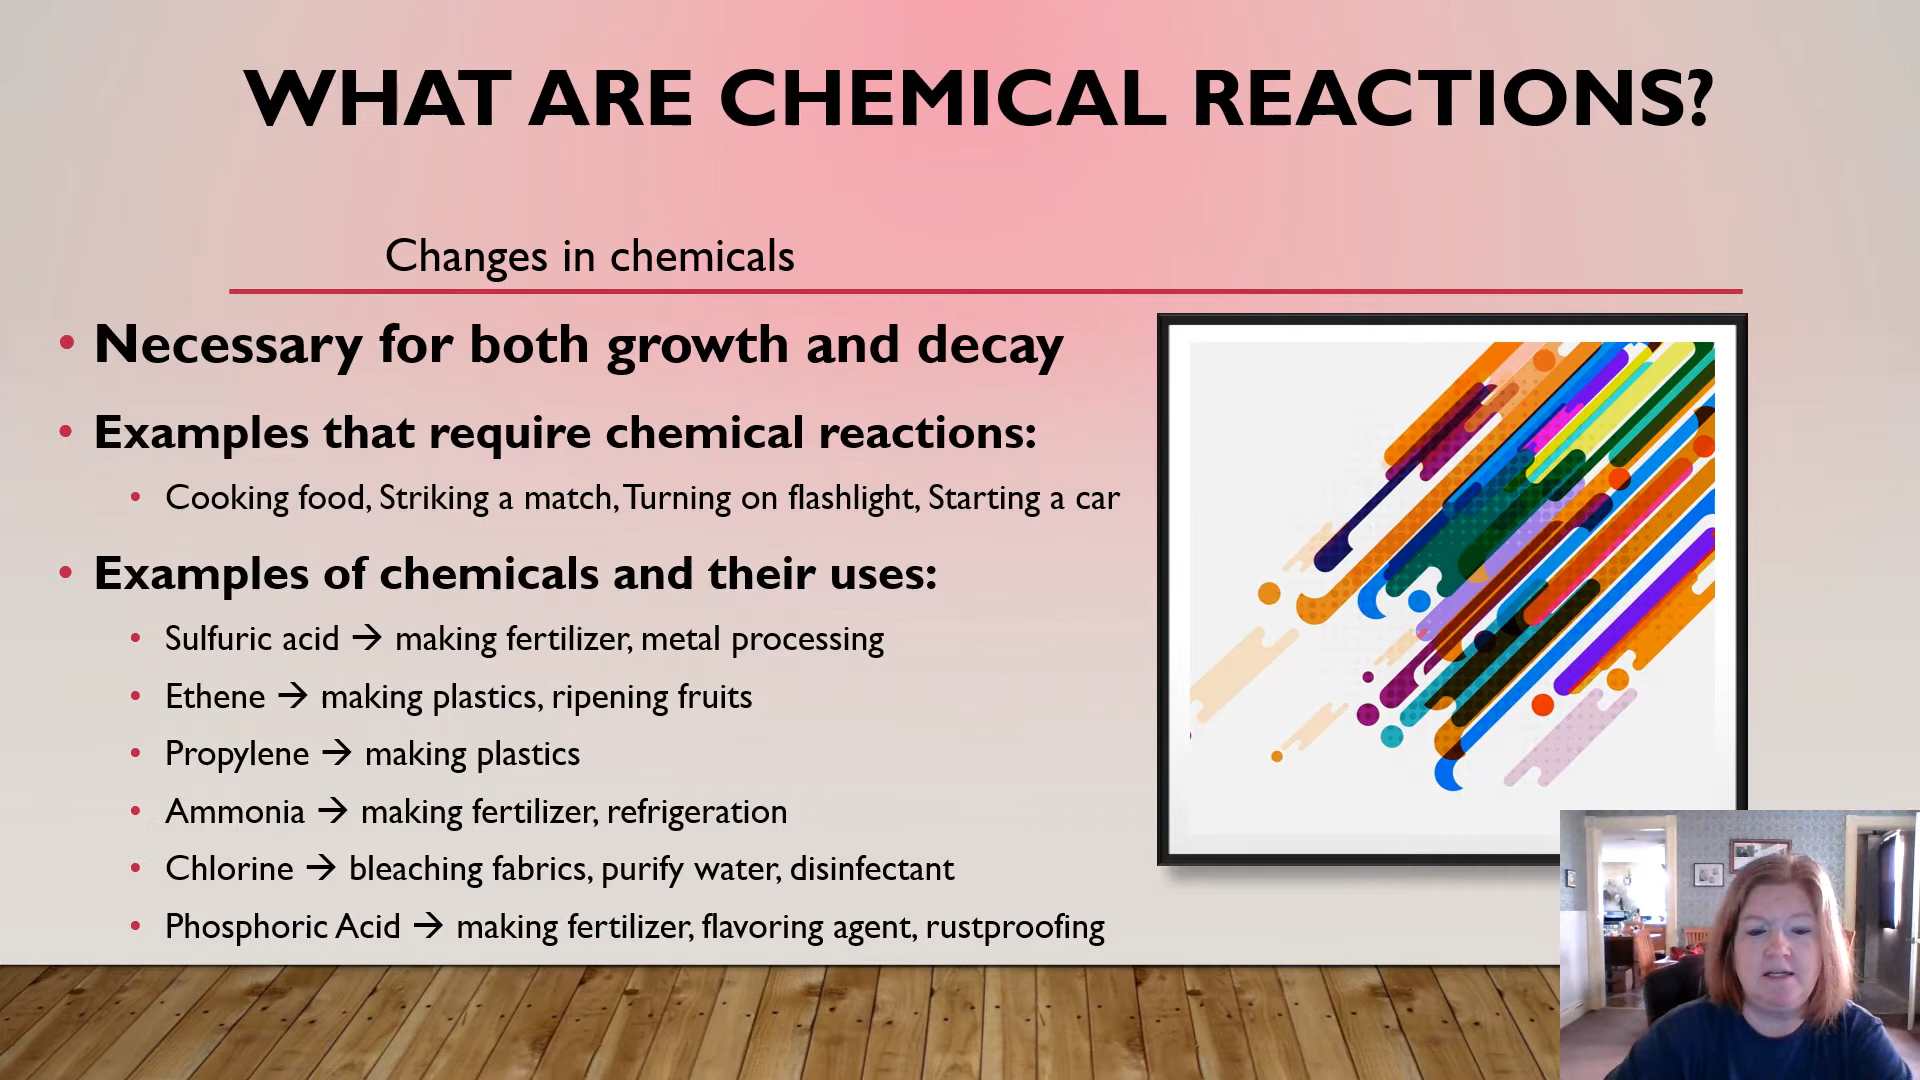 WHAT ARE CHEMICAL REACTIONS?
Changes in chemicals
• Necessary for both growth and decay
• Examples that require chemical reactions:
• Cooking food, Striking a match, Turning on flashlight, Starting a car
• Examples of chemicals and their uses:
• Sulfuric acid → making fertilizer, metal processing
• Ethene → making plastics, ripening fruits
• Propylene → making plastics
• Ammonia → making fertilizer, refrigeration
• Chlorine → bleaching fabrics, purify water, disinfectant
• Phosphoric Acid → making fertilizer, flavoring agent, rustproofing